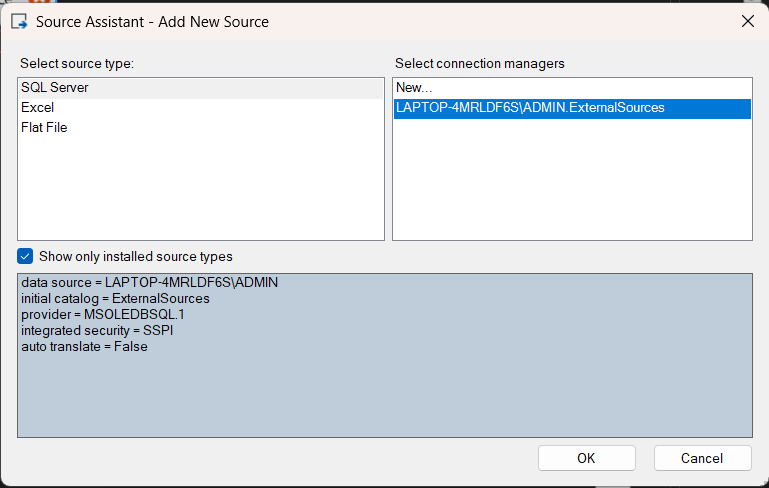 Source Assistant - Add New Source
Select source type:
SQL Server
Excel
Flat File
Select connection managers
New...
LAPTOP-4MRLDF6S\ADMIN.ExternalSources
Show only installed source types
data source = LAPTOP-4MRLDF6S\ADMIN
initial catalog = ExternalSources
provider = MSOLEDBSQL.1
integrated security = SSPI
auto translate = False
OK
Cancel